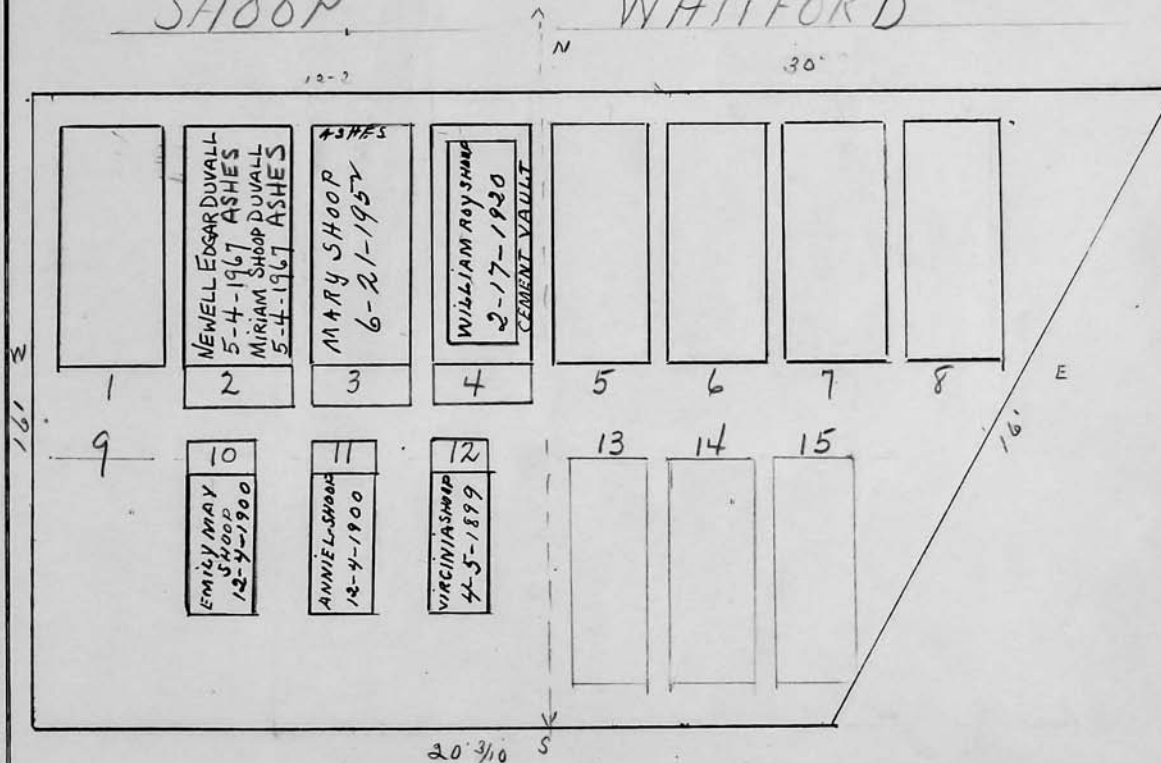 SHOOP
WHITFORD
N
30'
NEWELL EDGAR DUVALL
5-4-1967 ASHES
MIRIAM SHOOP DUVALL
5-4-1967 ASHES
ASHES
MARY SHOOP
6-21-1952
WILLIAM ROY SHOOP
2-17-1920
CEMENT VAULT
W
16'
E
16'
1 2 3 4 5 6 7 8
9 10 11 12 13 14 15
EMILY MAY
SHOOP
12-4-1900
ANNIE L. SHOOP
12-4-1900
VIRGINIA SHOOP
4-5-1899
20 3/10
S